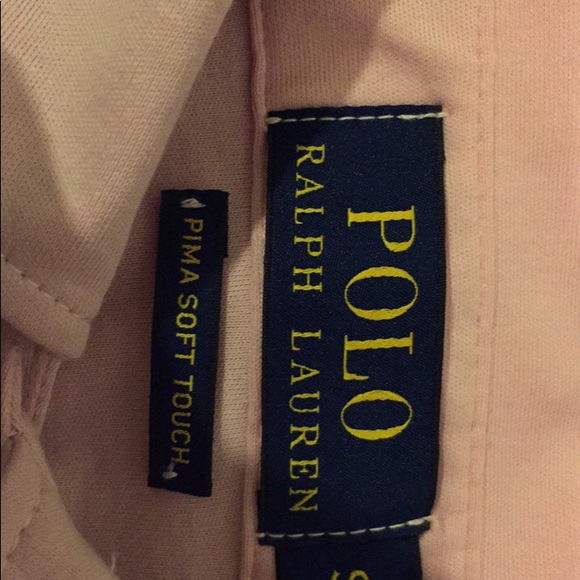 POLO
RALPH LAUREN
PIMA SOFT TOUCH
S